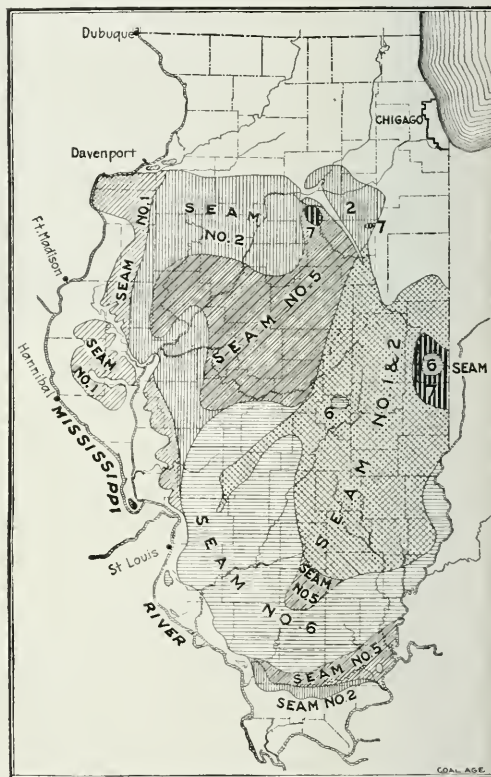 Dubuque
CHIGAGO
Davenport
SEAM
NO.1
SEAM
NO.2
7
2
7
Ft. Madison
SEAM NO.5
SEAM NO.1&2
6
SEAM
Hannibal
SEAM
NO.1
6
MISSISSIPPI
RIVER
St Louis
SEAM NO.6
SEAM
NO.5
SEAM NO.5
SEAM NO.2
COAL AGE